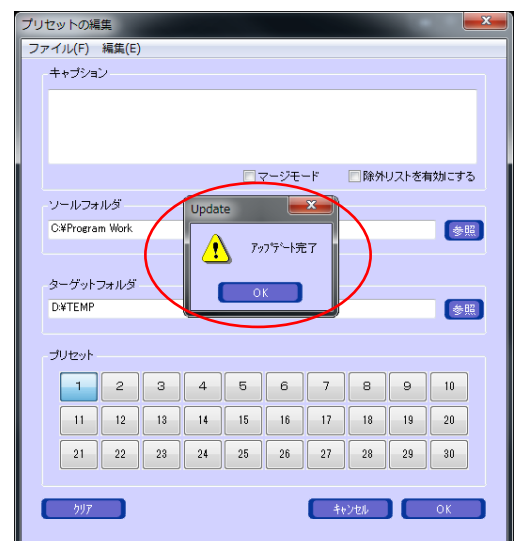 プリセットの編集
ファイル(F) 編集(E)
キャプション
マージモード 除外リストを有効にする
ソールフォルダ
C:¥Program Work 参照
Update
アップデート完了
OK
ターゲットフォルダ
D:¥TEMP 参照
プリセット
1 2 3 4 5 6 7 8 9 10
11 12 13 14 15 16 17 18 19 20
21 22 23 24 25 26 27 28 29 30
クリア キャンセル OK